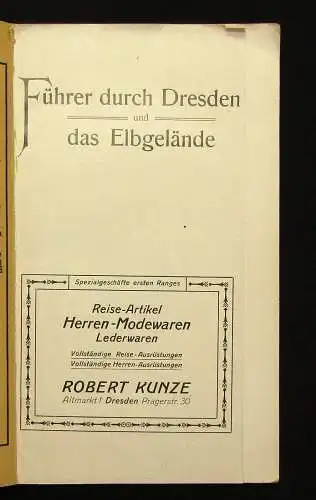 Führer durch Dresden
und
das Elbgelände
Spezialgeschäfte ersten Ranges
Reise-Artikel
Herren-Modewaren
Lederwaren
Vollständige Reise-Ausrüstungen
Vollständige Herren-Ausrüstungen
ROBERT KUNZE
Altmarkt 1 Dresden Pragerstr. 30